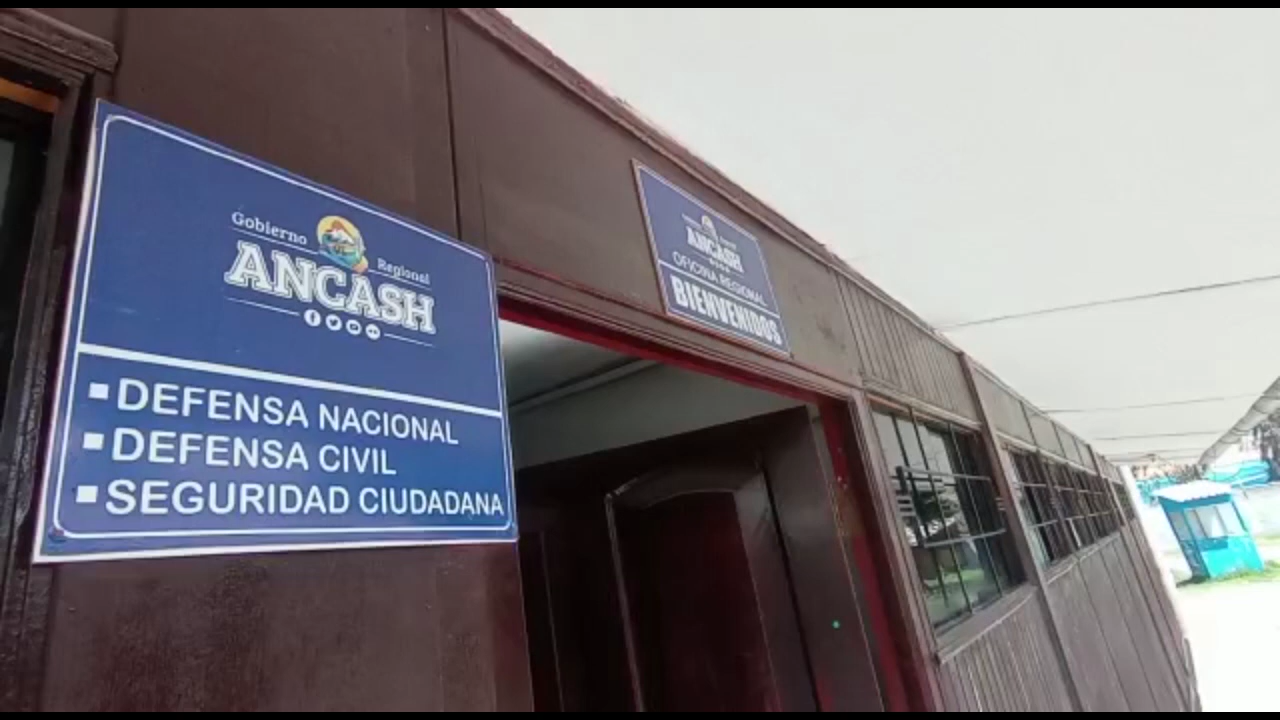 Gobierno Regional
ANCASH
▪DEFENSA NACIONAL
▪DEFENSA CIVIL
▪SEGURIDAD CIUDADANA
ANCASH
OFICINA REGIONAL
BIENVENIDOS